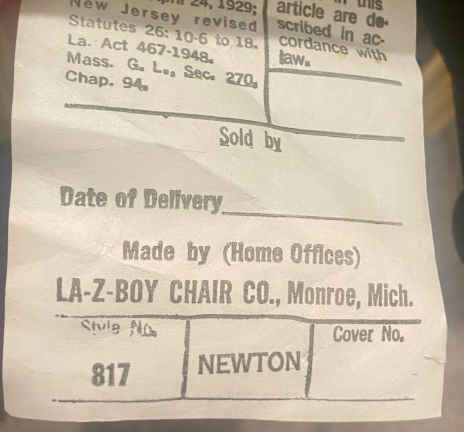 24, 1929;
New Jersey revised
Statutes 26: 10-6 to 18.
La. Act 467-1948.
Mass. G. L., Sec. 270,
Chap. 94.
this
article are de-
scribed in ac-
cordance with
law.
Sold by
Date of Delivery
Made by (Home Offices)
LA-Z-BOY CHAIR CO., Monroe, Mich.
Style No.
817
NEWTON
Cover No.